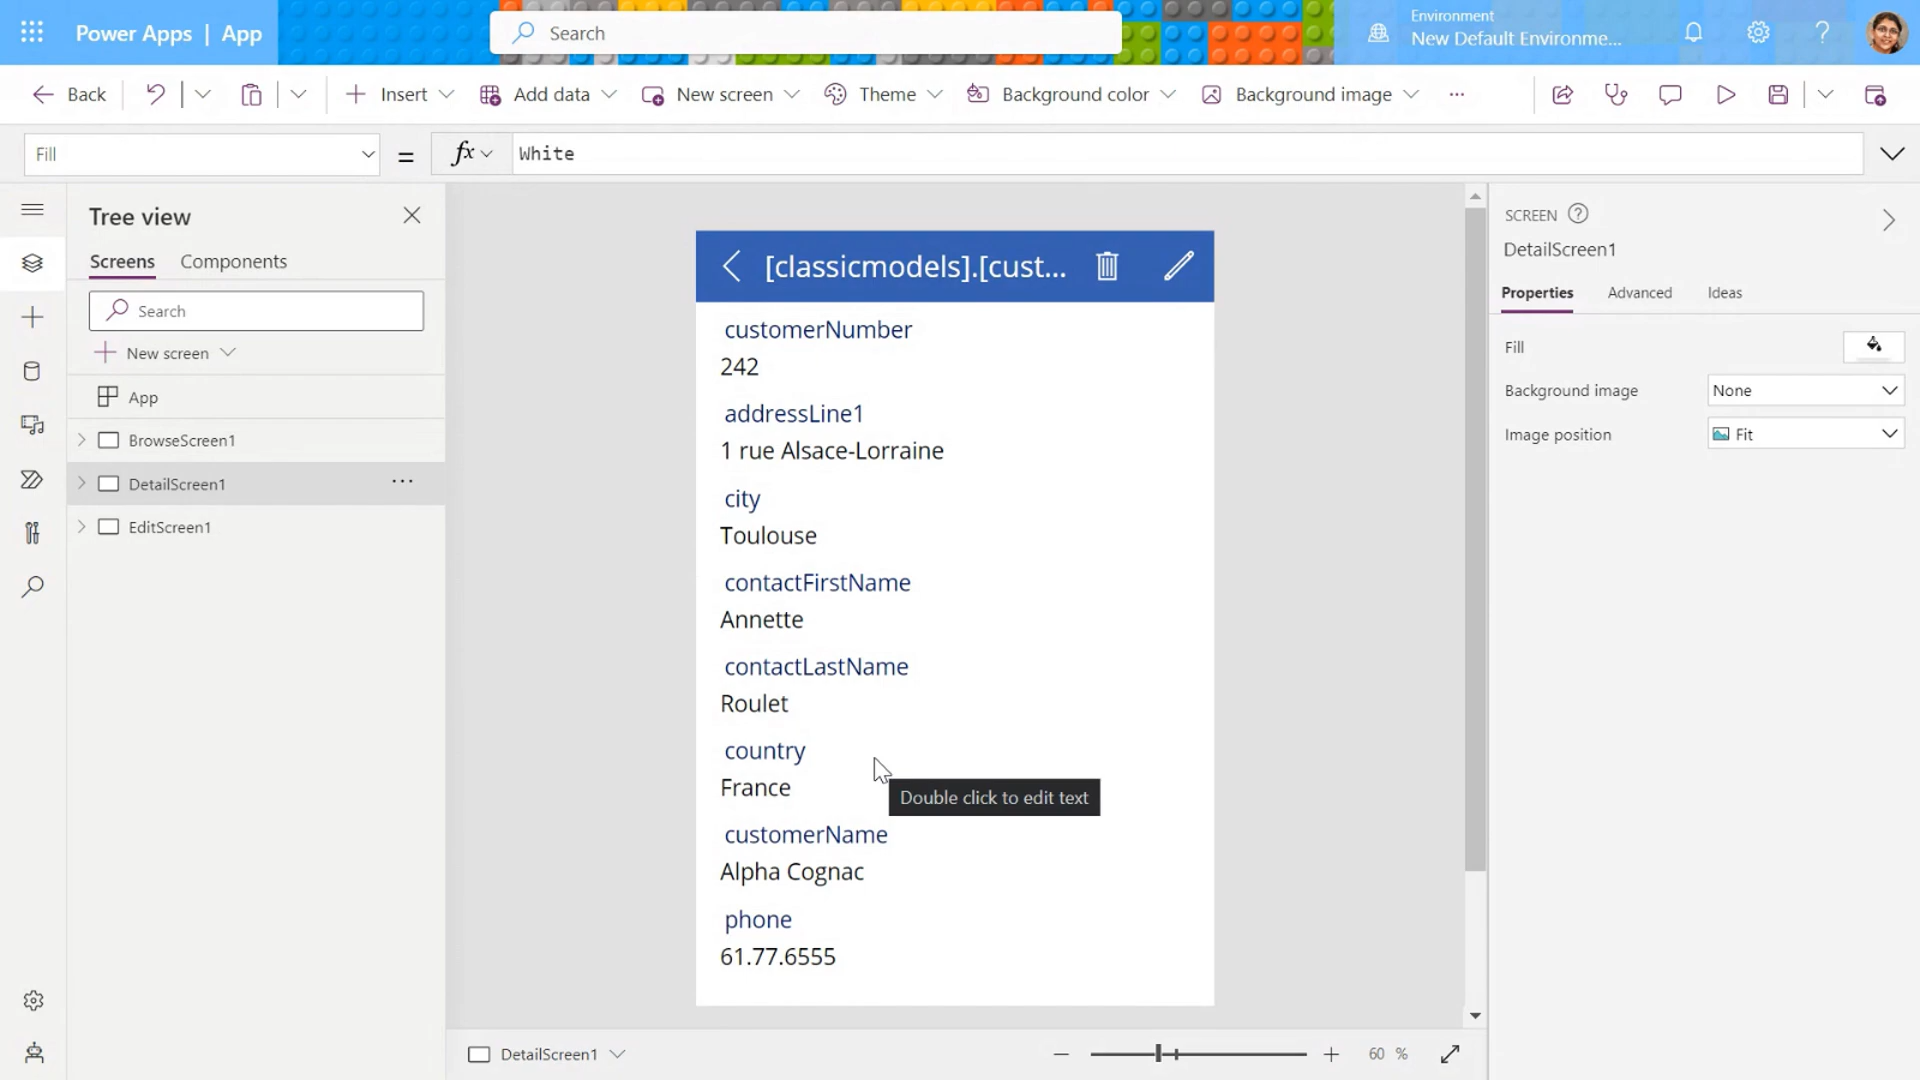 Power Apps | App
Search
Environment
New Default Environme...
?
Back
Insert
Add data
New screen
Theme
Background color
Background image
...
Fill
=
fx
White
Tree view
Screens
Components
Search
New screen
App
BrowseScreen1
DetailScreen1
...
EditScreen1
[classicmodels].[cust...
customerNumber
242
addressLine1
1 rue Alsace-Lorraine
city
Toulouse
contactFirstName
Annette
contactLastName
Roulet
country
France
Double click to edit text
customerName
Alpha Cognac
phone
61.77.6555
SCREEN ?
DetailScreen1
Properties
Advanced
Ideas
Fill
Background image
None
Image position
Fit
DetailScreen1
60 %